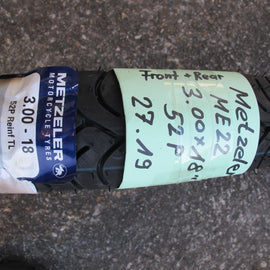 METZELER
MOTORCYCLE TYRES
3.00 - 18
52P Reinf TL
Front + Rear
Metzeler
ME22
3.00x18"
52P
27.19